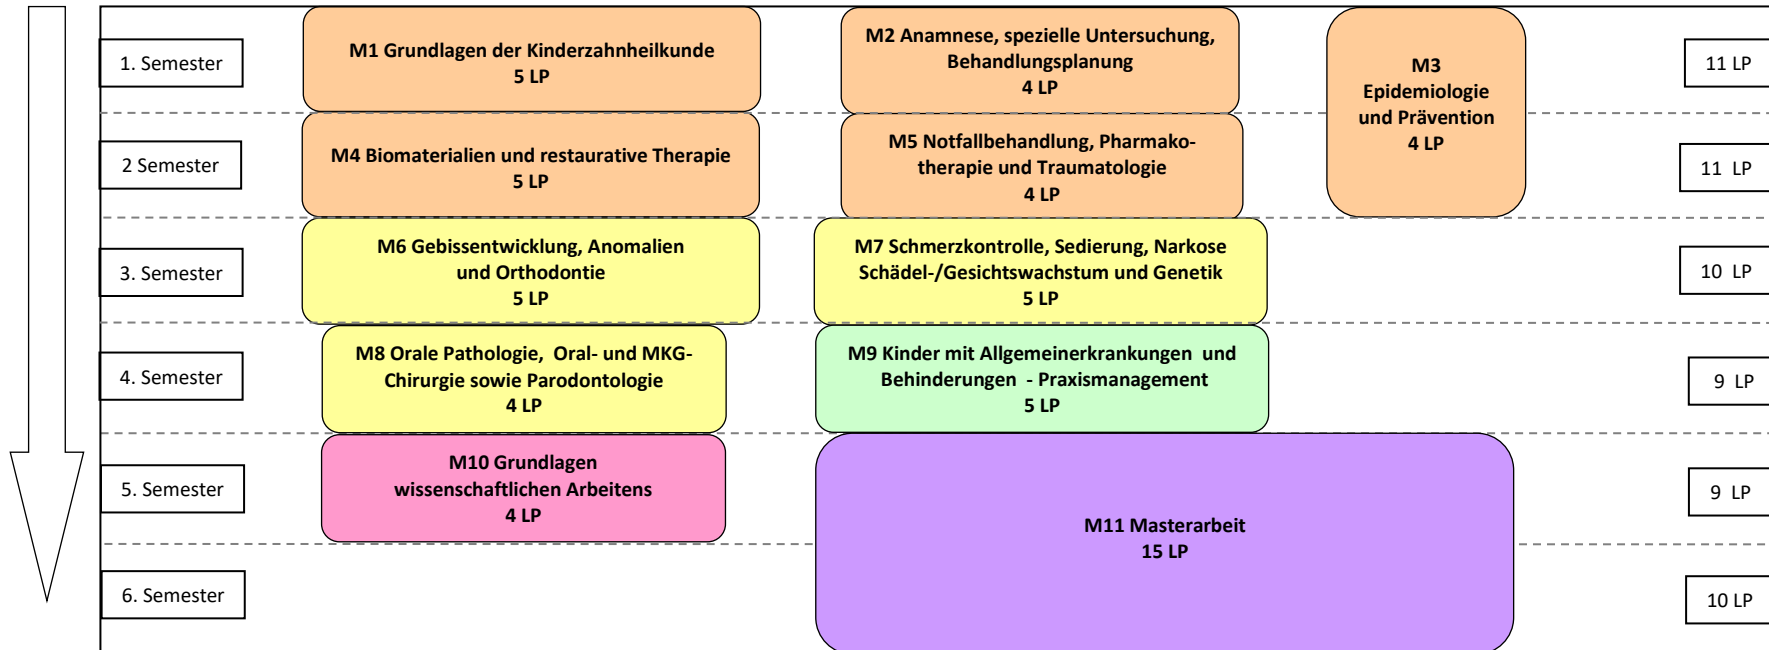 1. Semester
M1 Grundlagen der Kinderzahnheilkunde
5 LP
M2 Anamnese, spezielle Untersuchung,
Behandlungsplanung
4 LP
M3
Epidemiologie
und Prävention
4 LP
11 LP
2 Semester
M4 Biomaterialien und restaurative Therapie
5 LP
M5 Notfallbehandlung, Pharmako-
therapie und Traumatologie
4 LP
11 LP
3. Semester
M6 Gebissentwicklung, Anomalien
und Orthodontie
5 LP
M7 Schmerzkontrolle, Sedierung, Narkose
Schädel-/Gesichtswachstum und Genetik
5 LP
10 LP
4. Semester
M8 Orale Pathologie, Oral- und MKG-
Chirurgie sowie Parodontologie
4 LP
M9 Kinder mit Allgemeinerkrankungen und
Behinderungen - Praxismanagement
5 LP
9 LP
5. Semester
M10 Grundlagen
wissenschaftlichen Arbeitens
4 LP
M11 Masterarbeit
15 LP
9 LP
6. Semester
10 LP